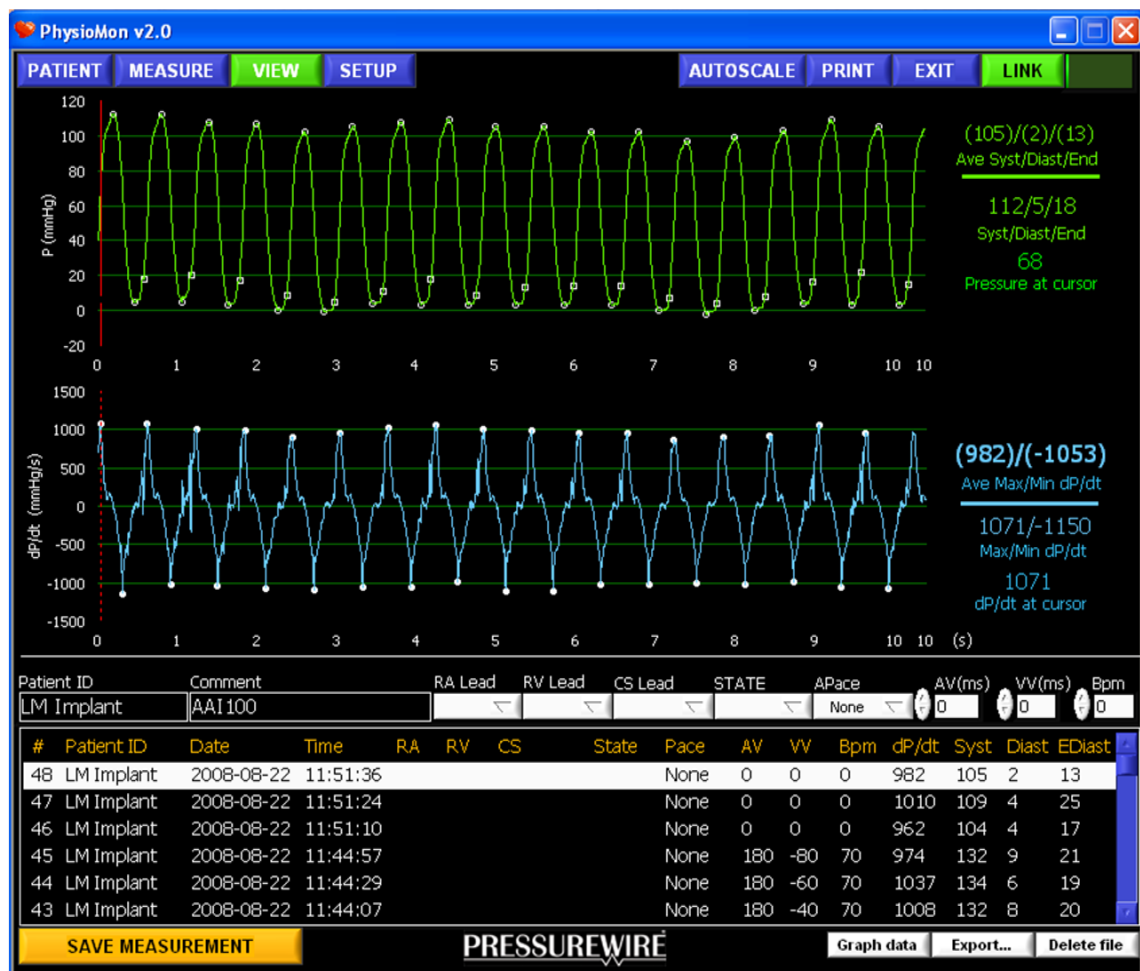 PhysioMon v2.0
PATIENT MEASURE VIEW SETUP AUTOSCALE PRINT EXIT LINK
120
100
80
60
40
20
0
-20
P (mmHg)
0 1 2 3 4 5 6 7 8 9 10 10
(105)/(2)/(13)
Ave Syst/Diast/End
112/5/18
Syst/Diast/End
68
Pressure at cursor
1500
1000
500
0
-500
-1000
-1500
dP/dt (mmHg/s)
0 1 2 3 4 5 6 7 8 9 10 10 (s)
(982)/(-1053)
Ave Max/Min dP/dt
1071/-1150
Max/Min dP/dt
1071
dP/dt at cursor
Patient ID Comment RA Lead RV Lead CS Lead STATE APace AV(ms) VV(ms) Bpm
LM Implant AAI100 None 0 0 0
# Patient ID Date Time RA RV CS State Pace AV VV Bpm dP/dt Syst Diast EDiast
48 LM Implant 2008-08-22 11:51:36 None 0 0 0 982 105 2 13
47 LM Implant 2008-08-22 11:51:24 None 0 0 0 1010 109 4 25
46 LM Implant 2008-08-22 11:51:10 None 0 0 0 962 104 4 17
45 LM Implant 2008-08-22 11:44:57 None 180 -80 70 974 132 9 21
44 LM Implant 2008-08-22 11:44:29 None 180 -60 70 1037 134 6 19
43 LM Implant 2008-08-22 11:44:07 None 180 -40 70 1008 132 8 20
SAVE MEASUREMENT PRESSUREWIRE Graph data Export... Delete file